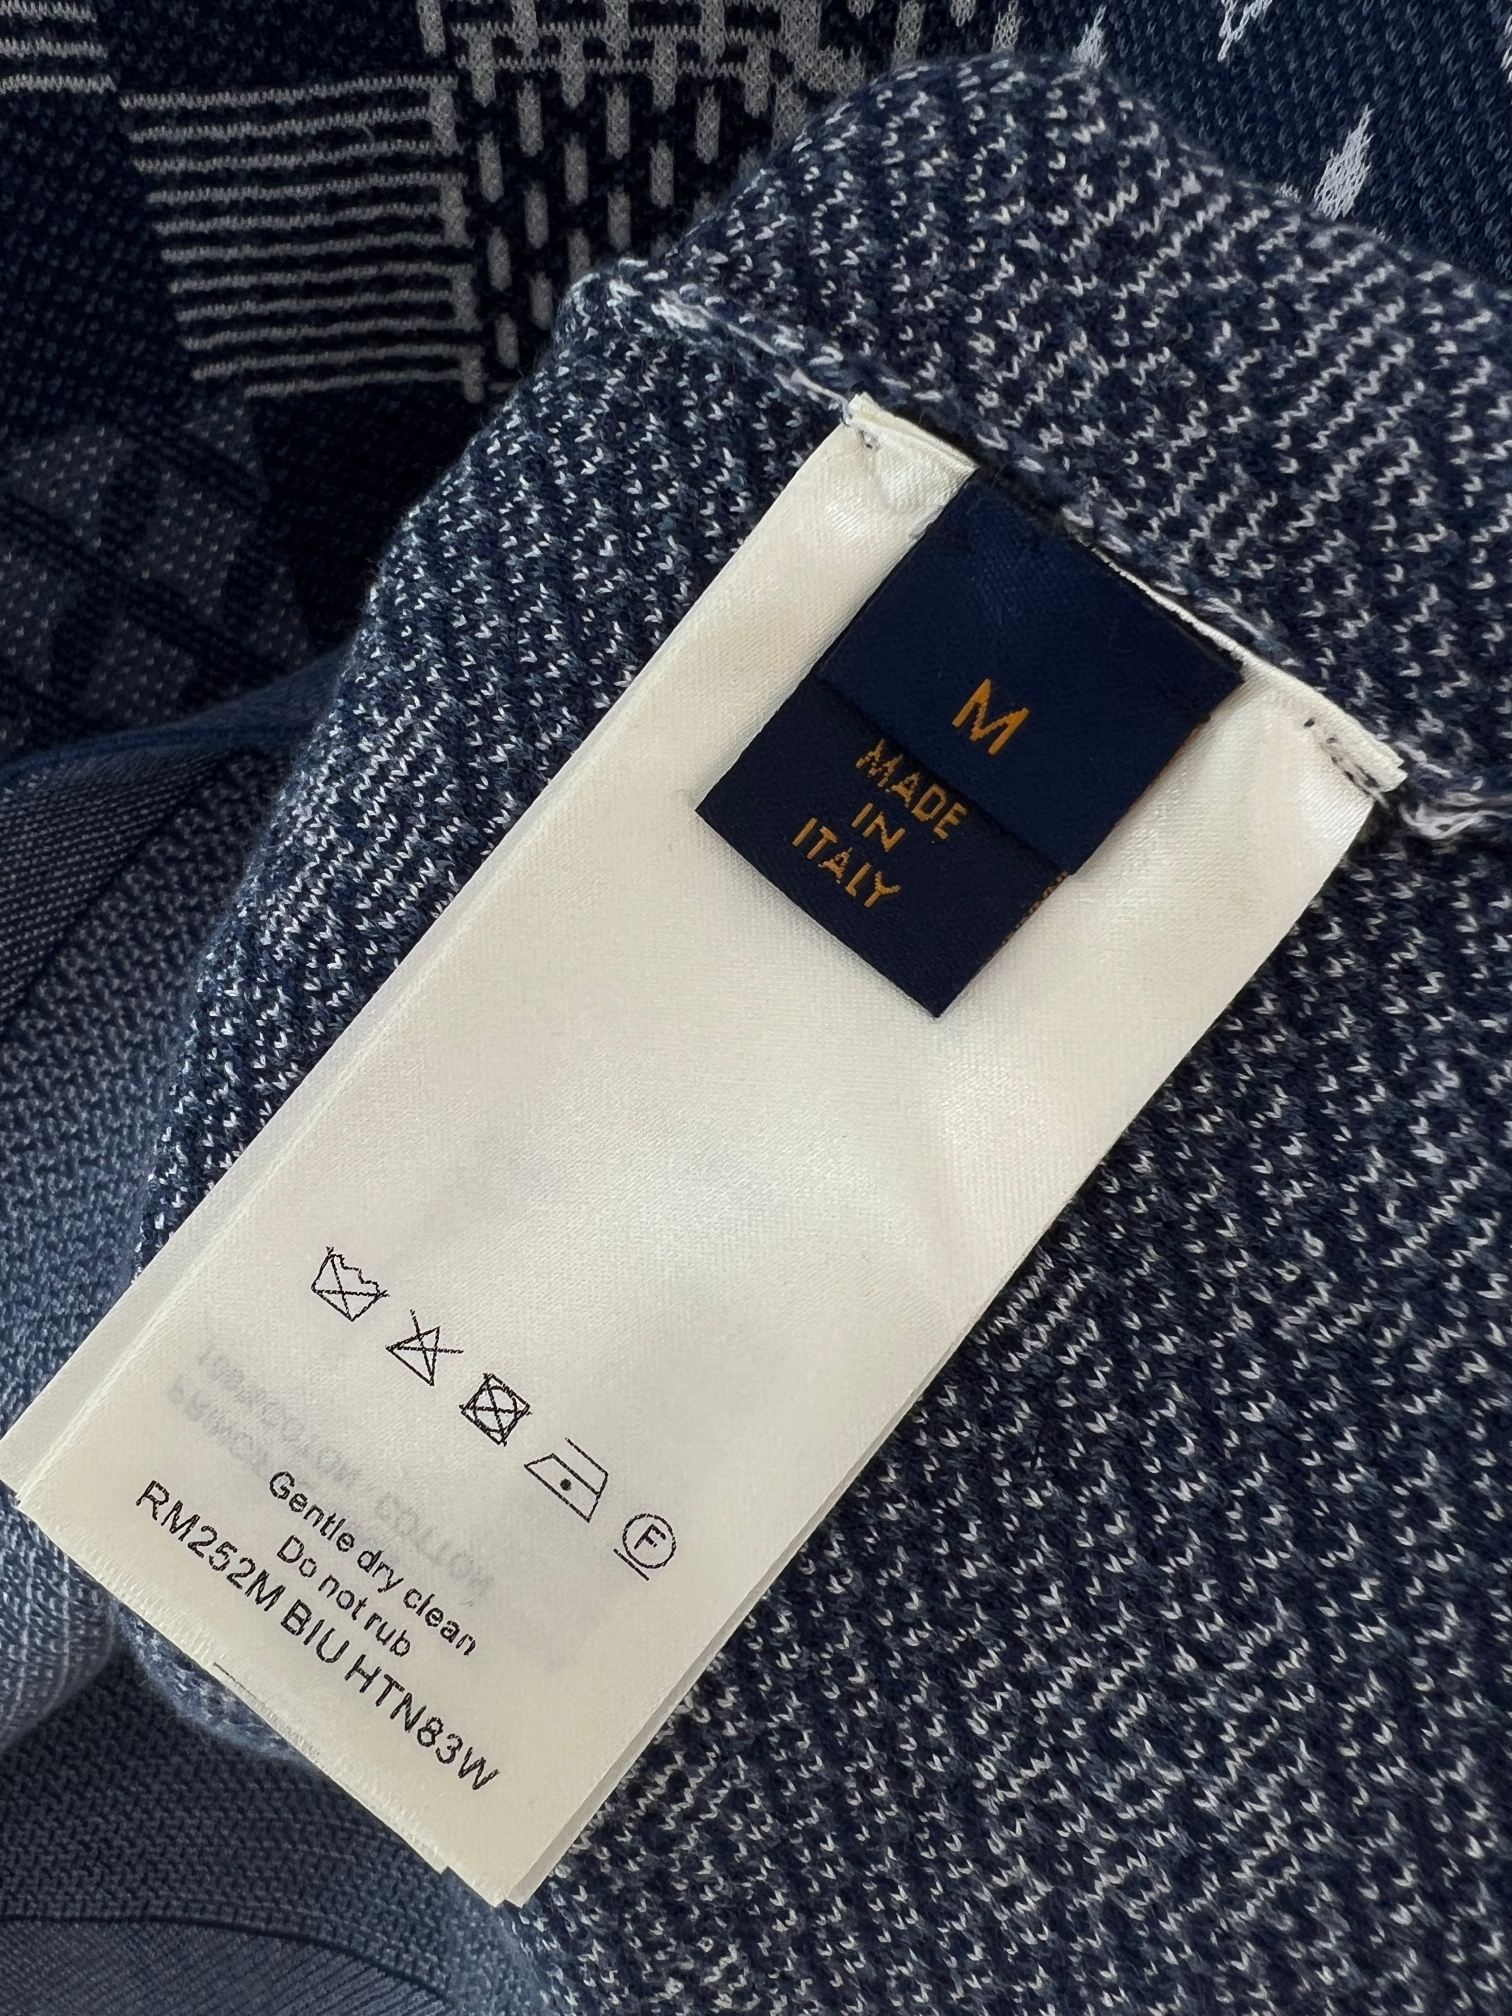 M
MADE
IN
ITALY
F
Gentle dry clean
Do not rub
RM252M BIU HTN83W